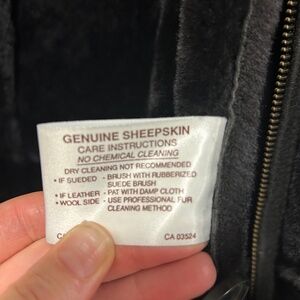 GENUINE SHEEPSKIN
CARE INSTRUCTIONS
NO CHEMICAL CLEANING
DRY CLEANING NOT RECOMMENDED
• IF SUEDED - BRUSH WITH RUBBERIZED
SUEDE BRUSH
• IF LEATHER - PAT WITH DAMP CLOTH
• WOOL SIDE - USE PROFESSIONAL FUR
CLEANING METHOD
CA 03524